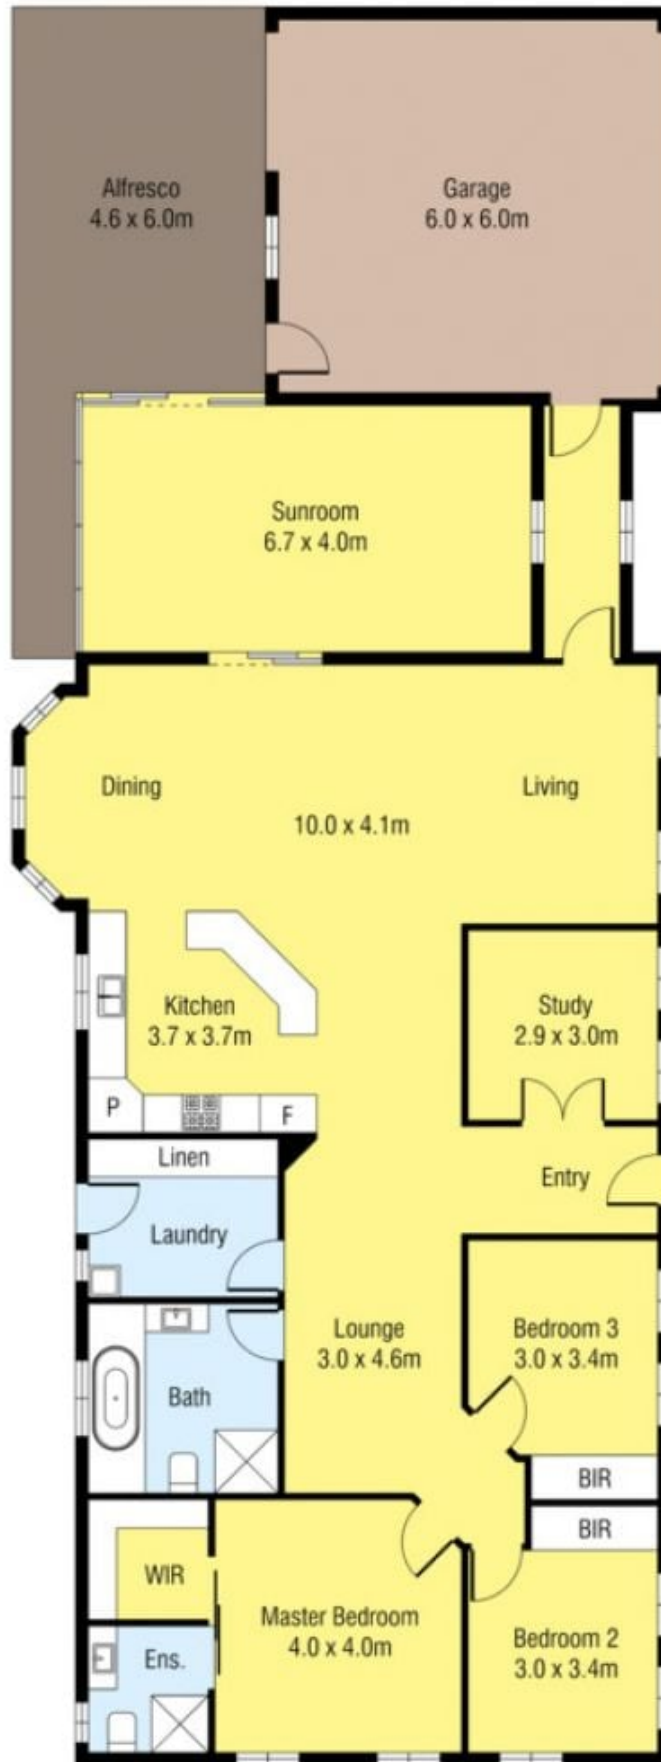 Alfresco
4.6 x 6.0m
Garage
6.0 x 6.0m
Sunroom
6.7 x 4.0m
Dining
Living
10.0 x 4.1m
Kitchen
3.7 x 3.7m
Study
2.9 x 3.0m
P
F
Linen
Entry
Laundry
Lounge
3.0 x 4.6m
Bedroom 3
3.0 x 3.4m
Bath
BIR
BIR
WIR
Master Bedroom
4.0 x 4.0m
Ens.
Bedroom 2
3.0 x 3.4m